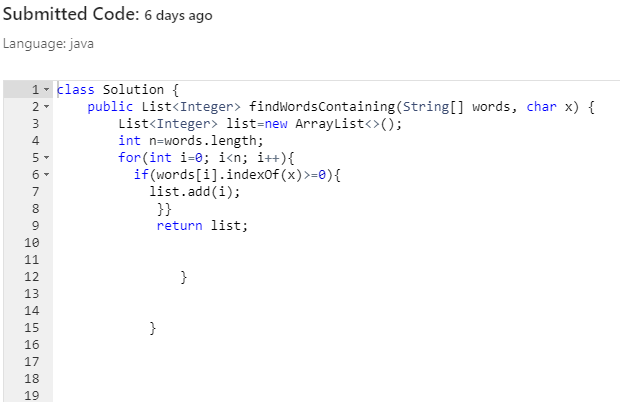 Submitted Code: 6 days ago
Language: java
1 class Solution {
2 public List<Integer> findWordsContaining(String[] words, char x) {
3 List<Integer> list=new ArrayList<>();
4 int n=words.length;
5 for(int i=0; i<n; i++){
6 if(words[i].indexOf(x)>=0){
7 list.add(i);
8 }}
9 return list;
10
11
12 }
13
14
15 }
16
17
18
19